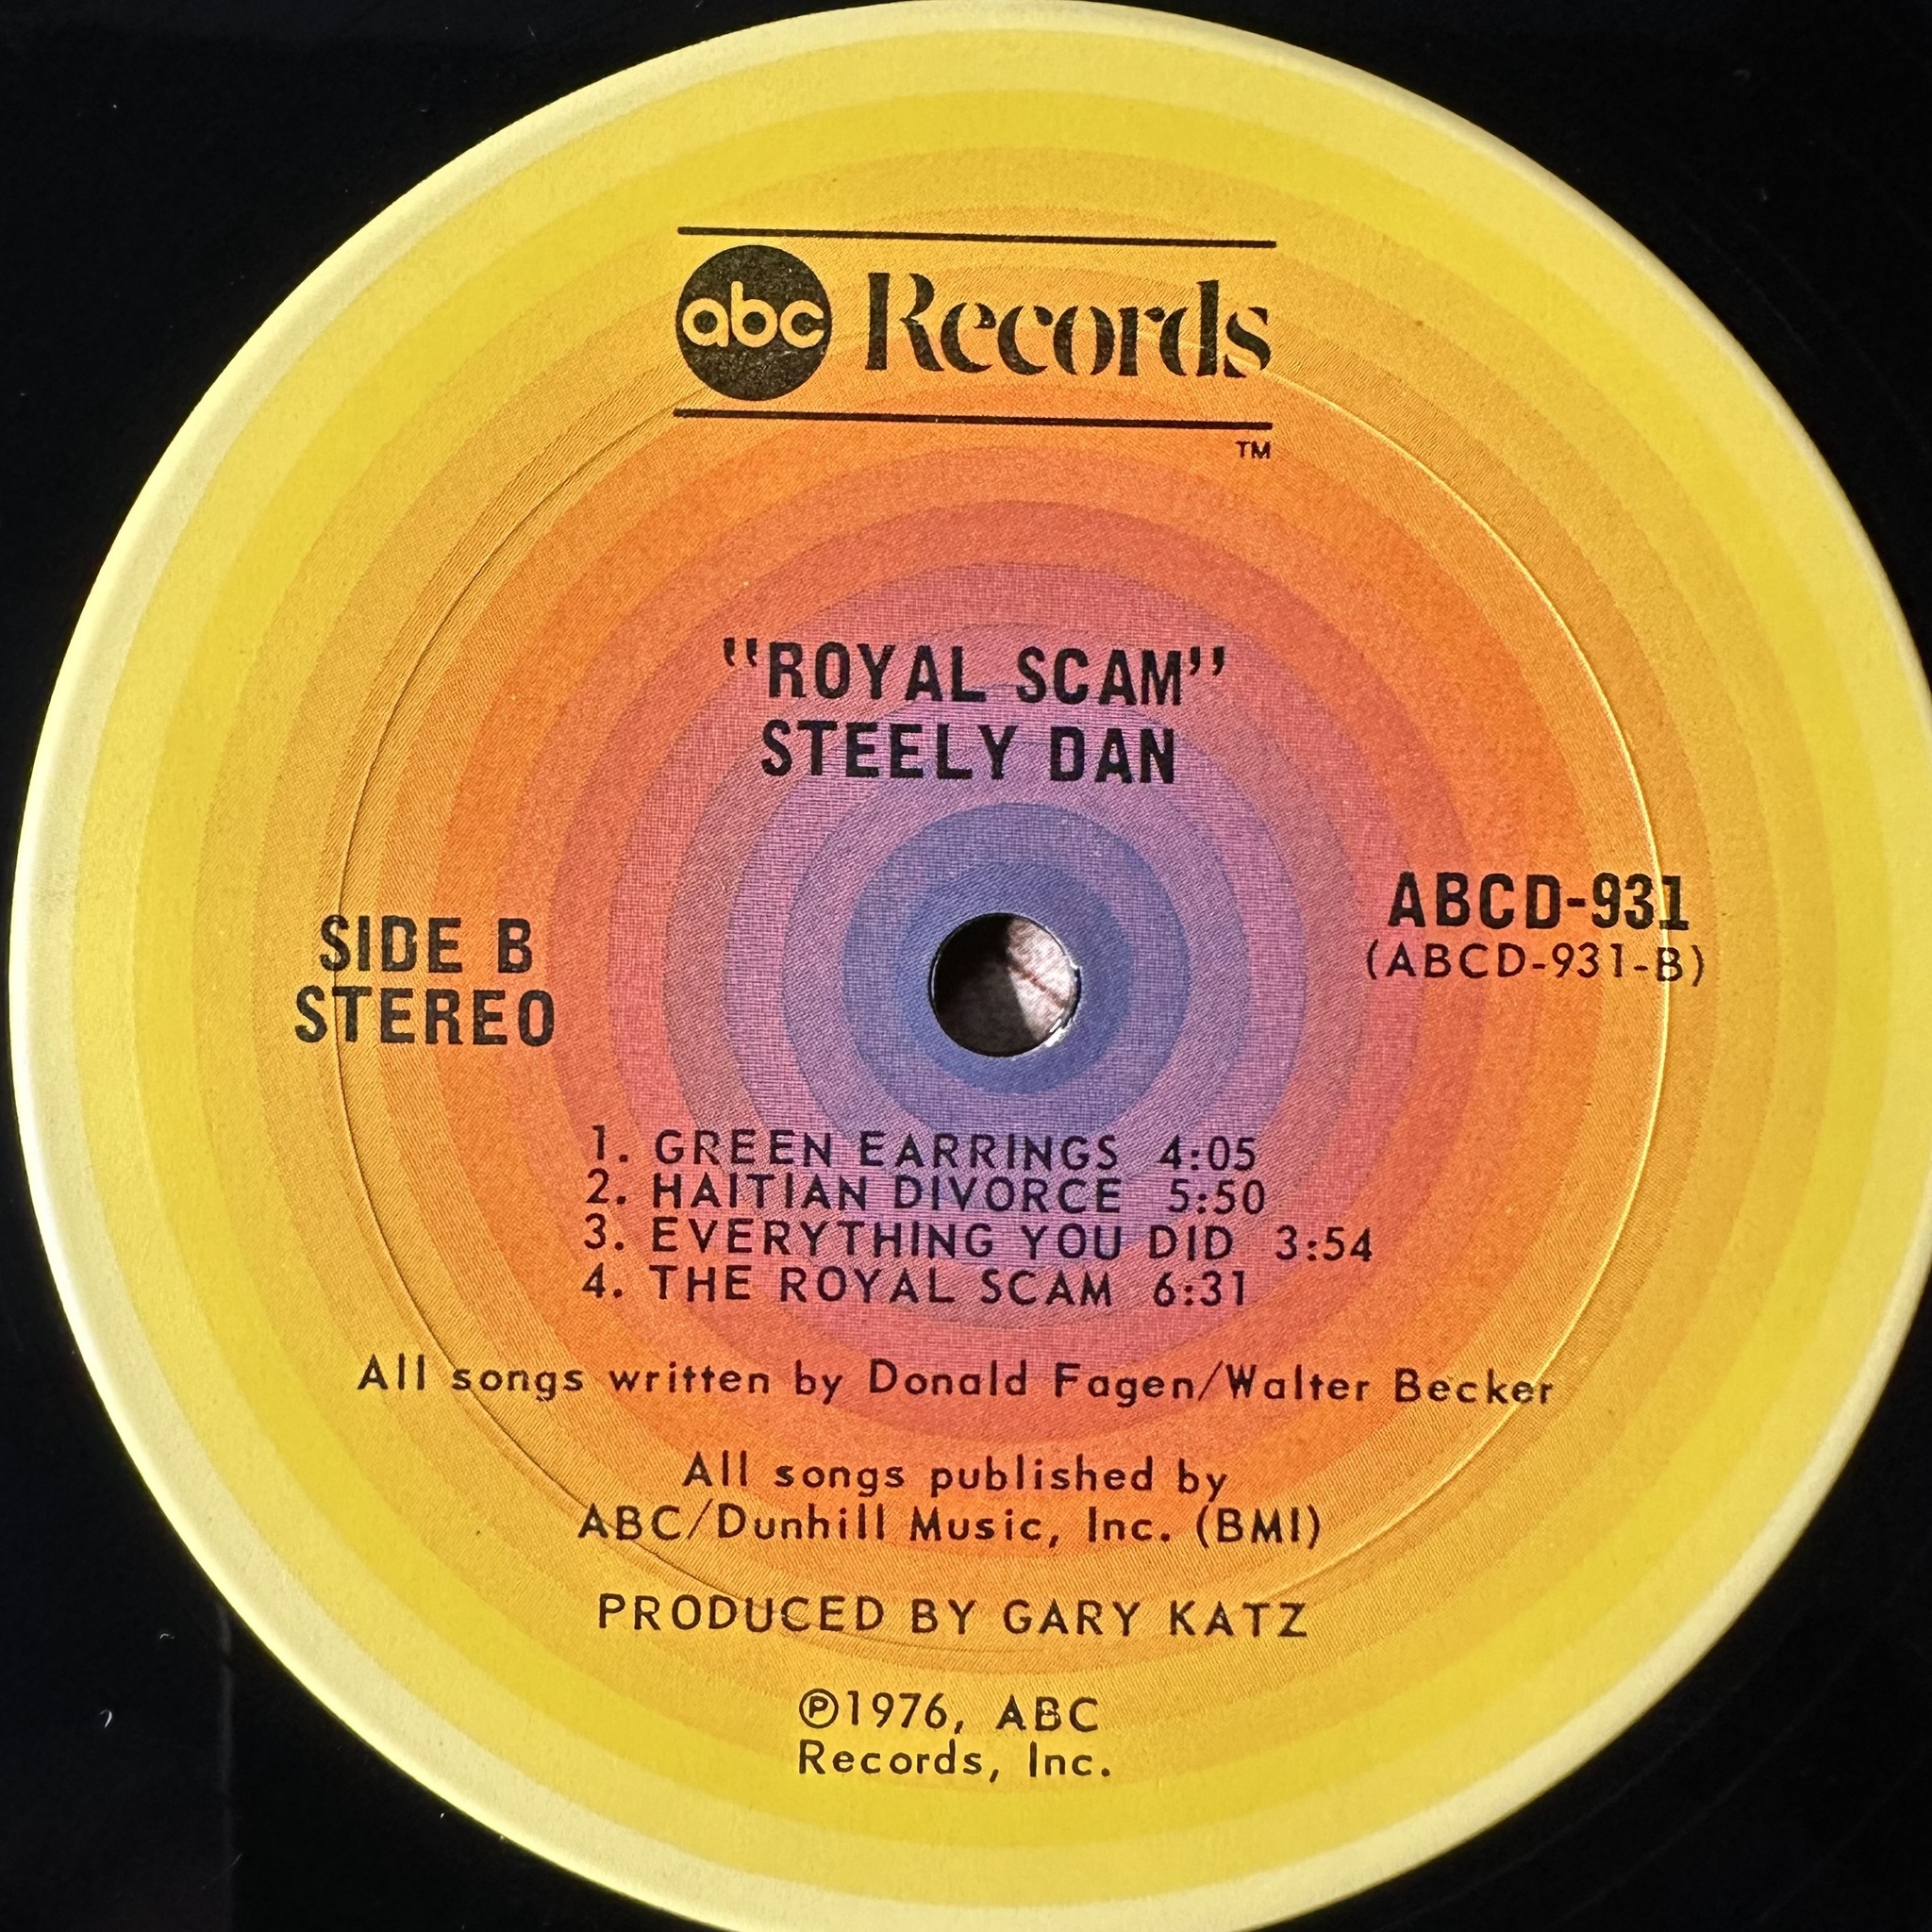 abc Records
TM
"ROYAL SCAM"
STEELY DAN
SIDE B
STEREO
ABCD-931
(ABCD-931-B)
1. GREEN EARRINGS 4:05
2. HAITIAN DIVORCE 5:50
3. EVERYTHING YOU DID 3:54
4. THE ROYAL SCAM 6:31
All songs written by Donald Fagen/Walter Becker
All songs published by
ABC/Dunhill Music, Inc. (BMI)
PRODUCED BY GARY KATZ
℗1976, ABC
Records, Inc.